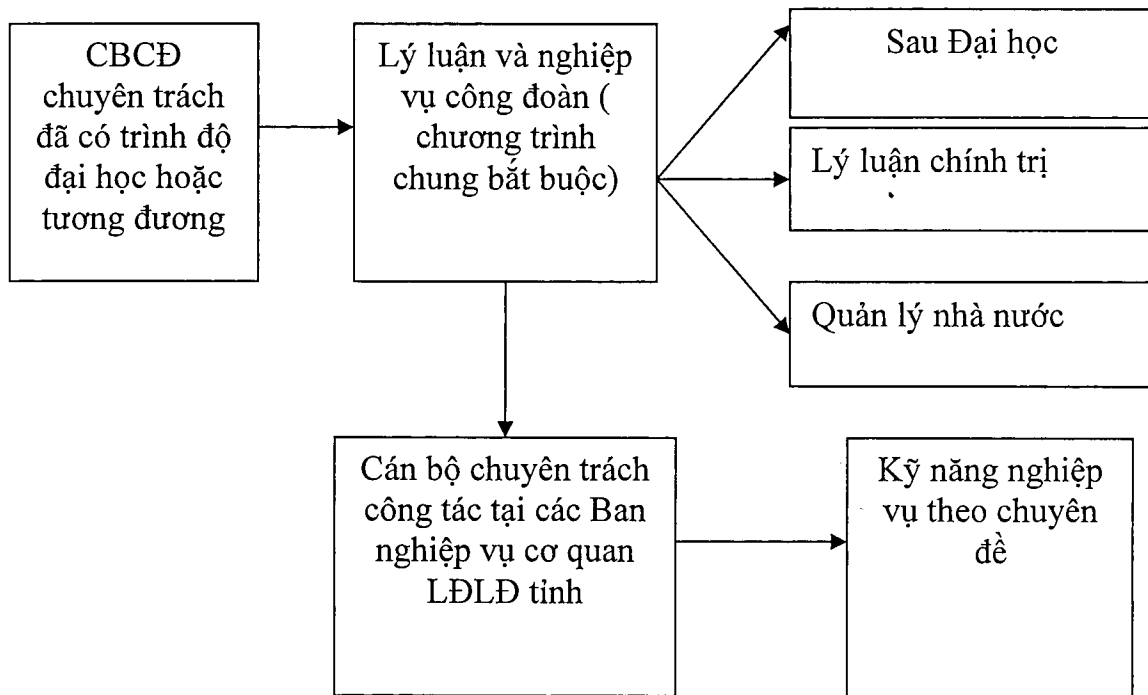 CBCĐ
chuyên trách
đã có trình độ
đại học hoặc
tương đương
Lý luận và nghiệp
vụ công đoàn (
chương trình
chung bắt buộc)
Sau Đại học
Lý luận chính trị
Quản lý nhà nước
Cán bộ chuyên trách
công tác tại các Ban
nghiệp vụ cơ quan
LĐLĐ tỉnh
Kỹ năng nghiệp
vụ theo chuyên
đề